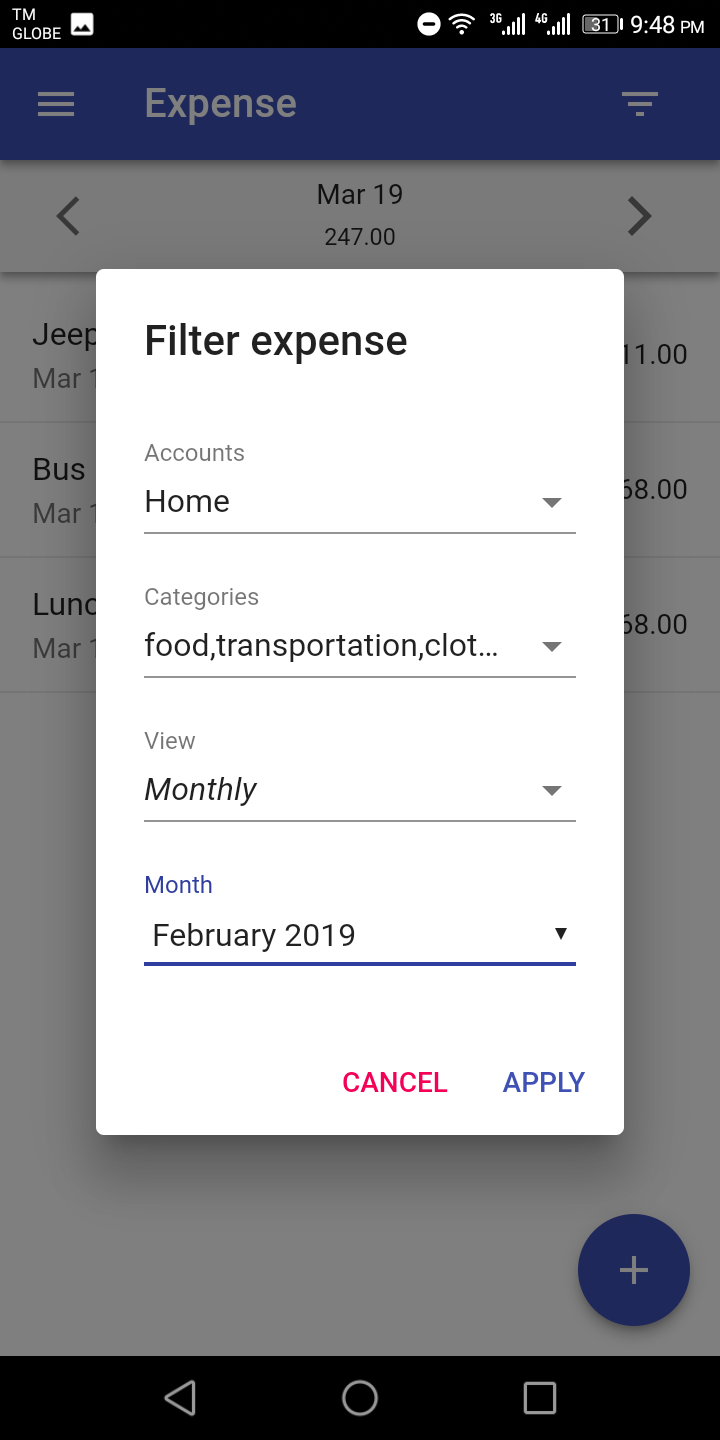 TM
GLOBE
3G 4G 31 9:48 PM
Expense
Mar 19
247.00
Filter expense
Jeep
Mar 1
11.00
Accounts
Home
Bus
Mar 1
68.00
Categories
food,transportation,clot...
Lunc
Mar 1
68.00
View
Monthly
Month
February 2019
CANCEL APPLY